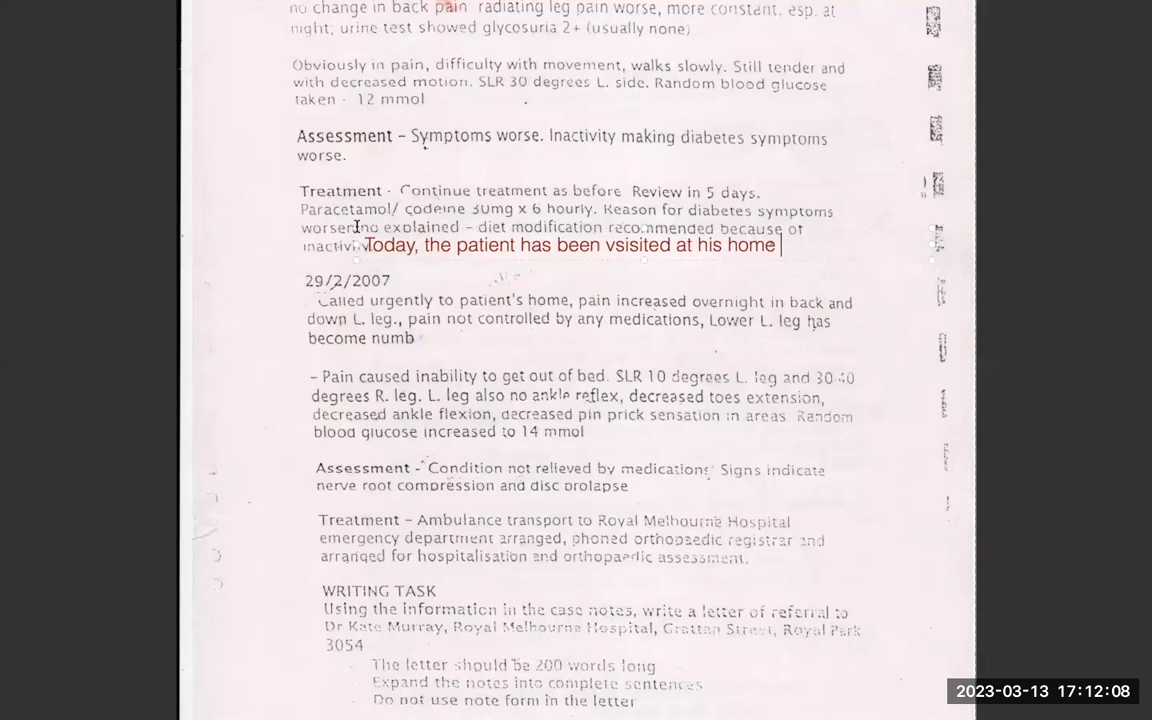 no change in back pain radiating leg pain worse, more constant, esp. at
night; urine test showed glycosuria 2+ (usually none)
Obviously in pain, difficulty with movement, walks slowly. Still tender and
with decreased motion. SLR 30 degrees L. side. Random blood glucose
taken - 12 mmol
Assessment – Symptoms worse. Inactivity making diabetes symptoms
worse.
Treatment - Continue treatment as before Review in 5 days.
Paracetamol/ codeine 30mg x 6 hourly. Reason for diabetes symptoms
worsening explained – diet modification recommended because of
Today, the patient has been vsisited at his home
29/2/2007
Called urgently to patient's home, pain increased overnight in back and
down L. leg., pain not controlled by any medications, Lower L. leg has
become numb
- Pain caused inability to get out of bed. SLR 10 degrees L. leg and 30-40
degrees R. leg. L. leg also no ankle reflex, decreased toes extension,
decreased ankle flexion, decreased pin prick sensation in areas Random
blood glucose increased to 14 mmol
Assessment - Condition not relieved by medications Signs indicate
nerve root compression and disc prolapse
Treatment – Ambulance transport to Royal Melbourne Hospital
emergency department arranged, phoned orthopaedic registrar and
arranged for hospitalisation and orthopaedic assessment.
WRITING TASK
Using the information in the case notes, write a letter of referral to
Dr Kate Murray, Royal Melbourne Hospital, Grattan Street, Royal Park
3054
The letter should be 200 words long
Expand the notes into complete sentences
Do not use note form in the letter
2023-03-13 17:12:08